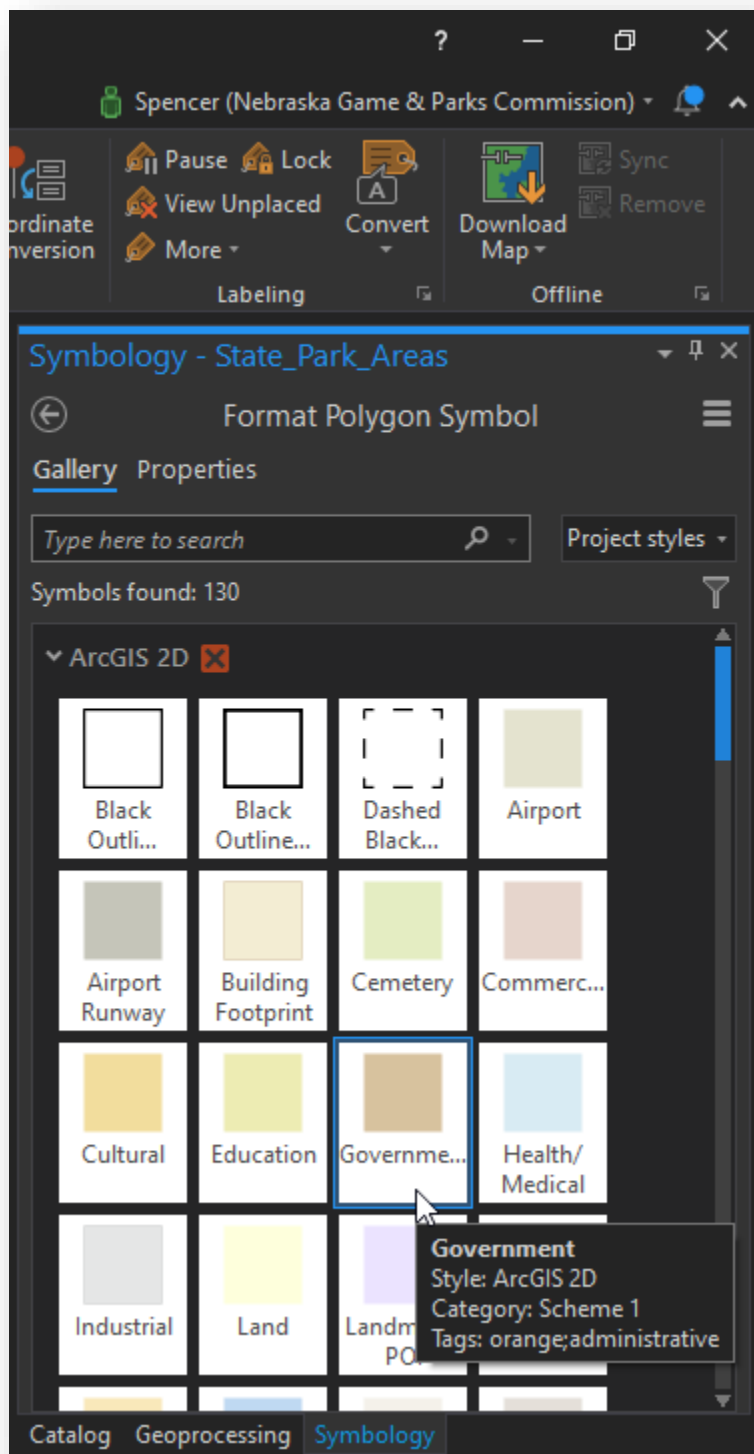 ?
Spencer (Nebraska Game & Parks Commission)
Pause Lock
View Unplaced
More
ordinate
nversion
A
Convert
Download
Map
Sync
Remove
Labeling
Offline
Symbology - State_Park_Areas
Format Polygon Symbol
Gallery Properties
Type here to search
Project styles
Symbols found: 130
ArcGIS 2D
Black
Outli...
Black
Outline...
Dashed
Black...
Airport
Airport
Runway
Building
Footprint
Cemetery
Commerc...
Cultural
Education
Governme...
Health/
Medical
Industrial
Land
Landm
PO
Government
Style: ArcGIS 2D
Category: Scheme 1
Tags: orange;administrative
Catalog Geoprocessing Symbology